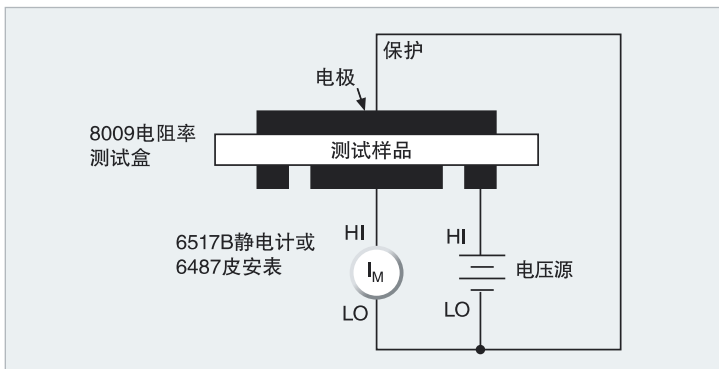 保护
电极
8009电阻率
测试盒
测试样品
6517B静电计或
6487皮安表
HI
IM
LO
HI
电压源
LO